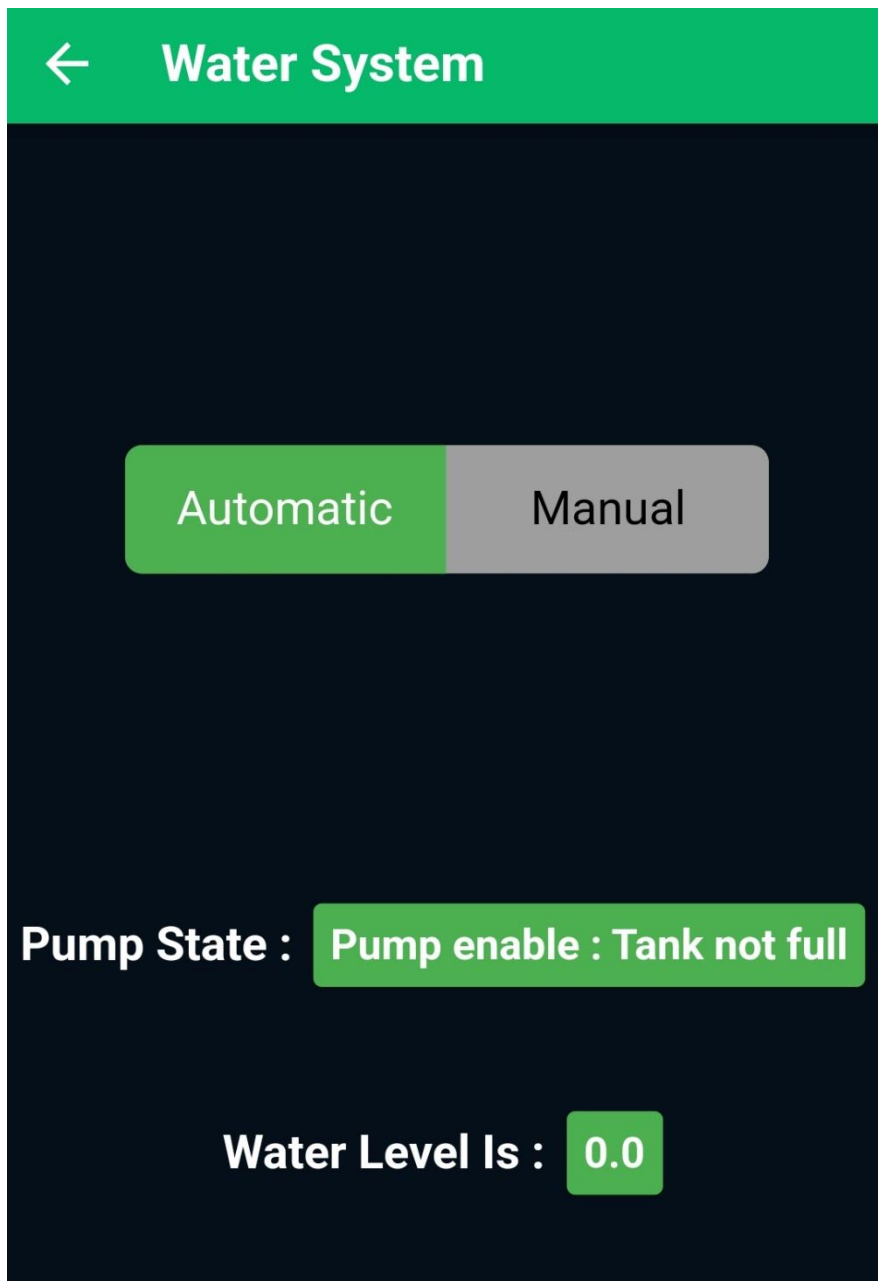 Water System
Automatic Manual
Pump State : Pump enable : Tank not full
Water Level Is : 0.0